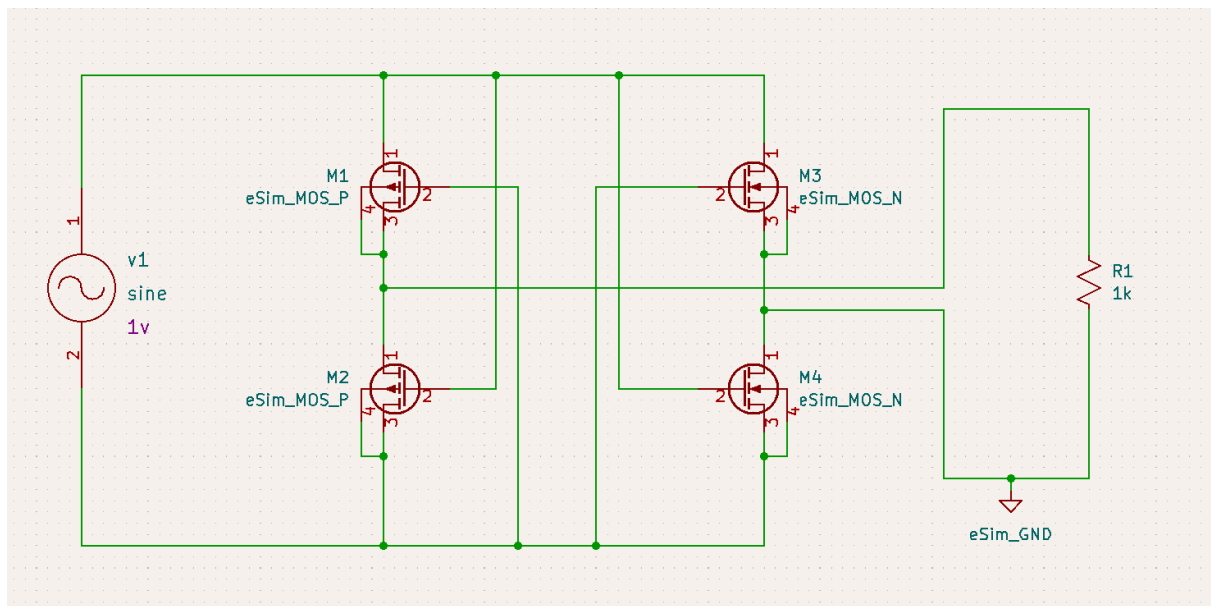 v1
sine
1v
1
2
M1
eSim_MOS_P
1
2
3
4
M2
eSim_MOS_P
1
2
3
4
M3
eSim_MOS_N
1
2
3
4
M4
eSim_MOS_N
1
2
3
4
R1
1k
eSim_GND